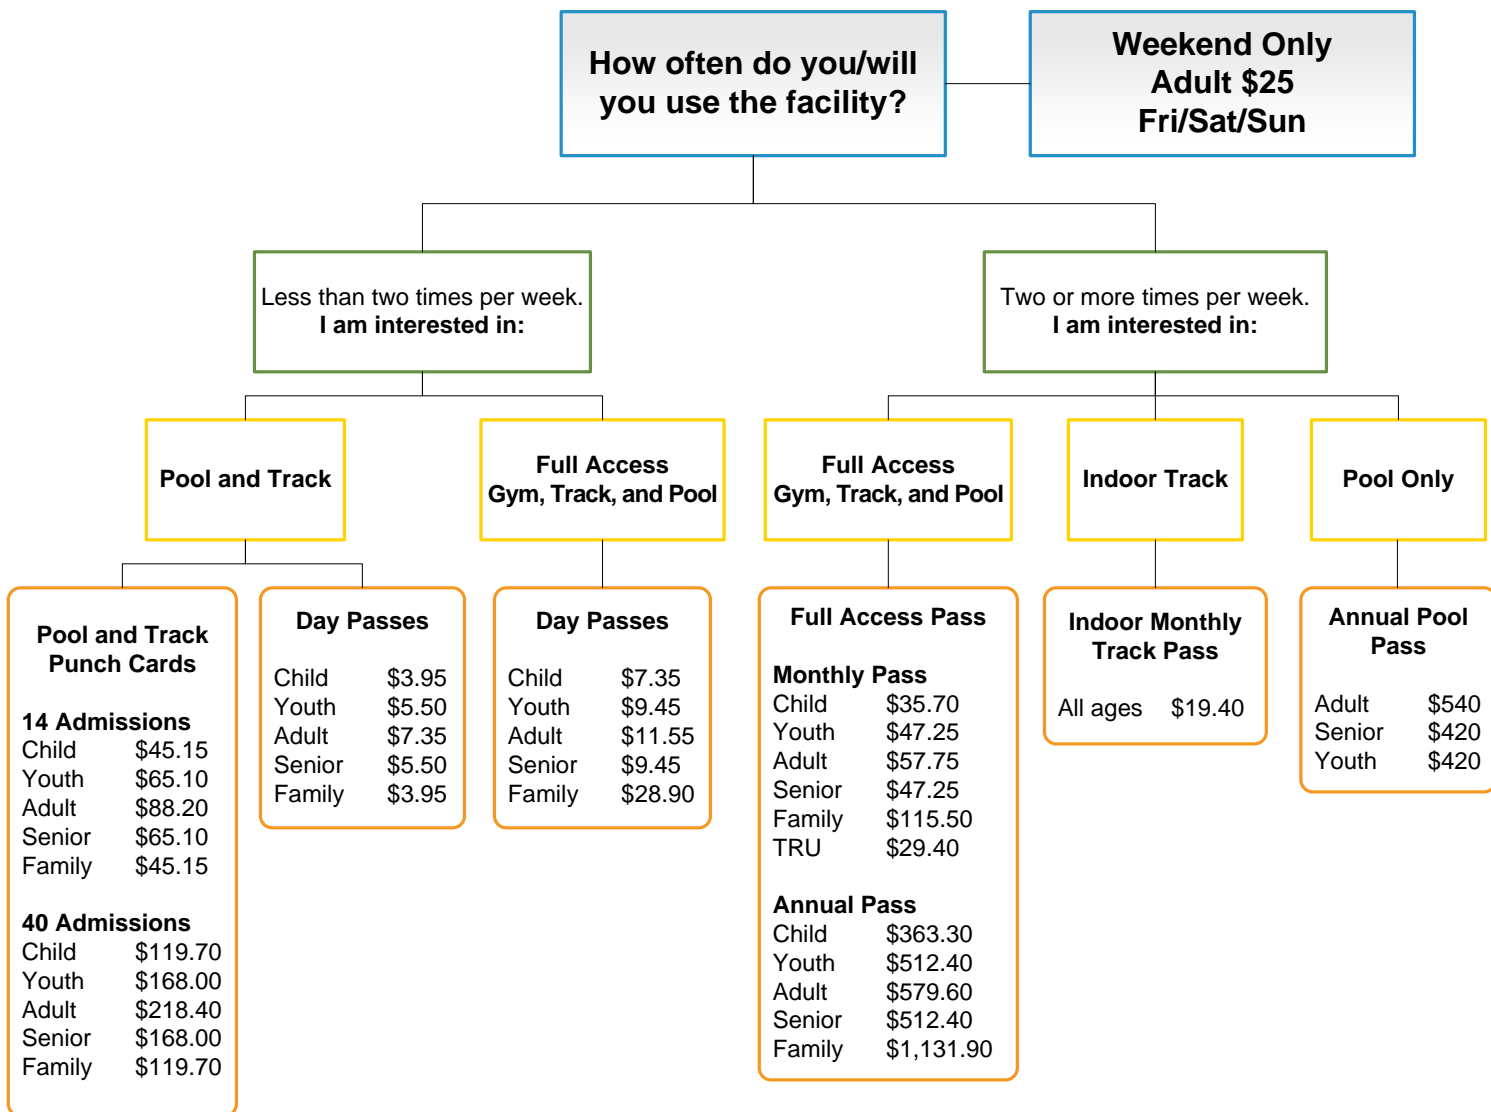 How often do you/will
you use the facility?
Weekend Only
Adult $25
Fri/Sat/Sun
Less than two times per week.
I am interested in:
Two or more times per week.
I am interested in:
Pool and Track
Full Access
Gym, Track, and Pool
Full Access
Gym, Track, and Pool
Indoor Track
Pool Only
Pool and Track
Punch Cards
14 Admissions
Child $45.15
Youth $65.10
Adult $88.20
Senior $65.10
Family $45.15
40 Admissions
Child $119.70
Youth $168.00
Adult $218.40
Senior $168.00
Family $119.70
Day Passes
Child $3.95
Youth $5.50
Adult $7.35
Senior $5.50
Family $3.95
Day Passes
Child $7.35
Youth $9.45
Adult $11.55
Senior $9.45
Family $28.90
Full Access Pass
Monthly Pass
Child $35.70
Youth $47.25
Adult $57.75
Senior $47.25
Family $115.50
TRU $29.40
Annual Pass
Child $363.30
Youth $512.40
Adult $579.60
Senior $512.40
Family $1,131.90
Indoor Monthly
Track Pass
All ages $19.40
Annual Pool
Pass
Adult $540
Senior $420
Youth $420